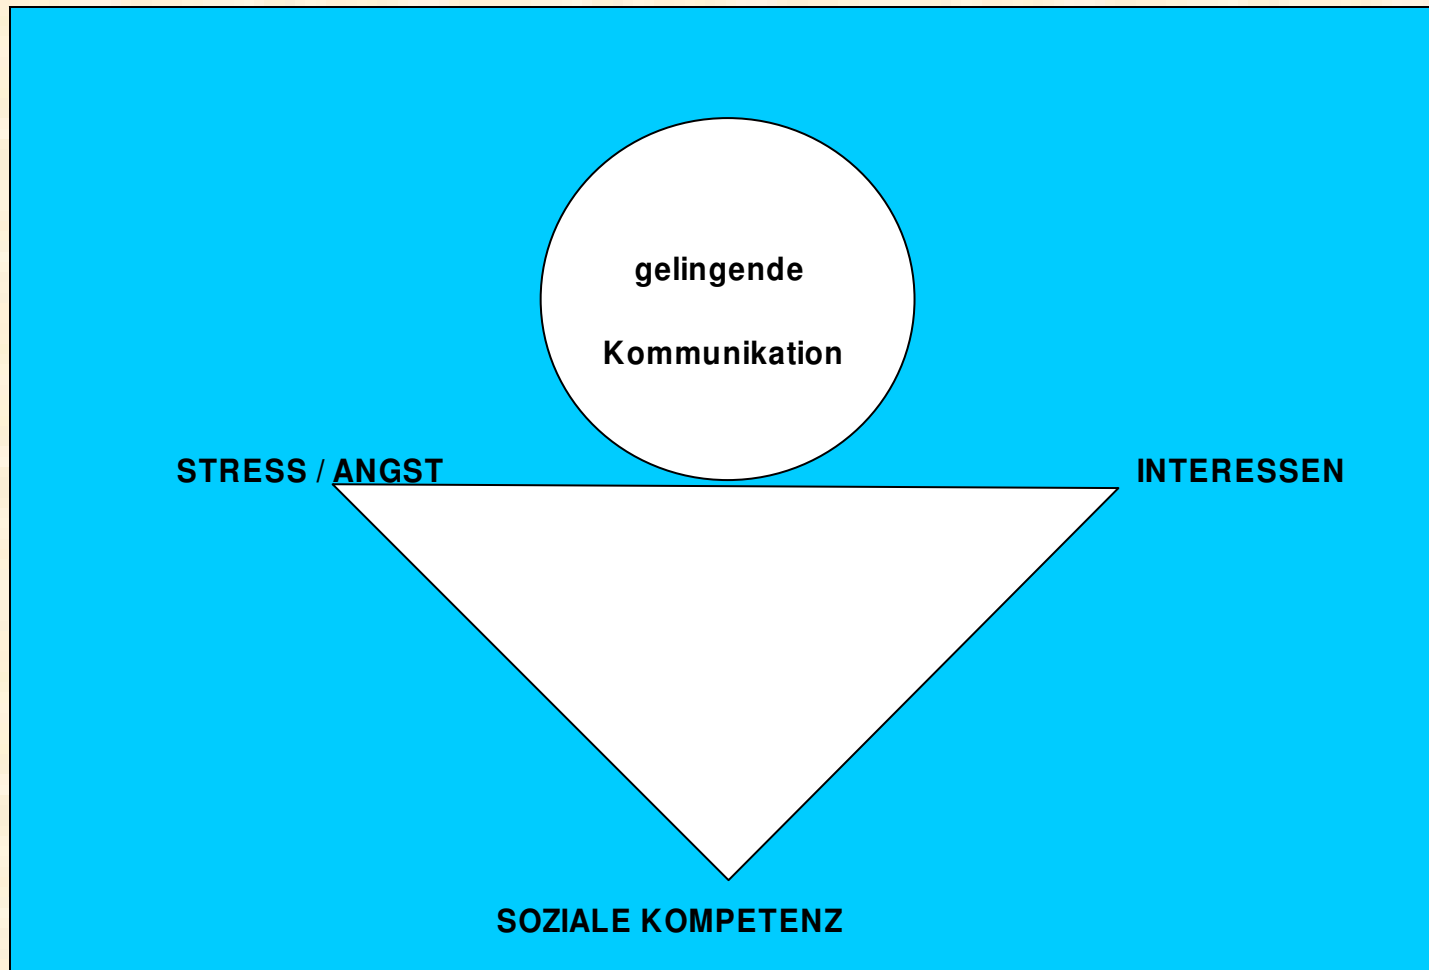 gelingende
Kommunikation
STRESS / ANGST
INTERESSEN
SOZIALE KOMPETENZ